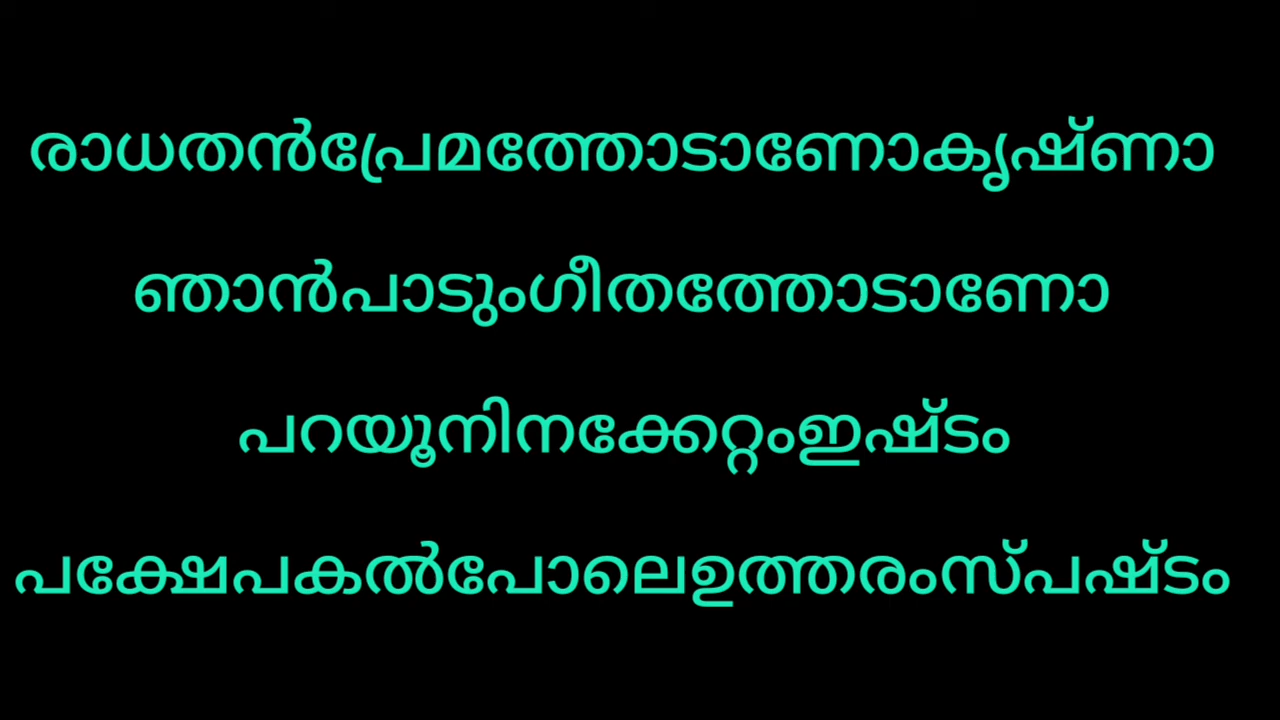 രാധതൻപ്രേമത്തോടാണോകൃഷ്ണാ
ഞാൻപാടുംഗീതത്തോടാണോ
പറയൂനിനക്കേറ്റംഇഷ്ടം
പക്ഷേപകൽപോലെഉത്തരംസ്പഷ്ടം